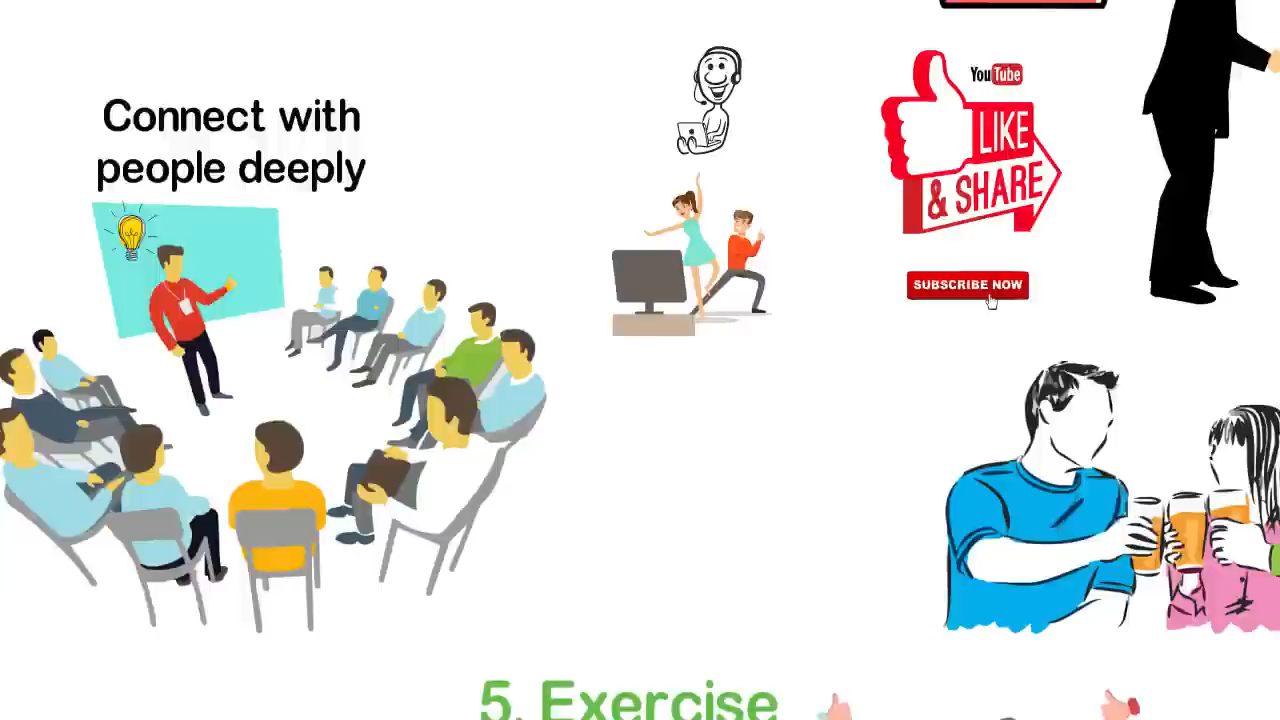 Connect with
people deeply
YouTube
LIKE
& SHARE
SUBSCRIBE NOW
5. Exercise